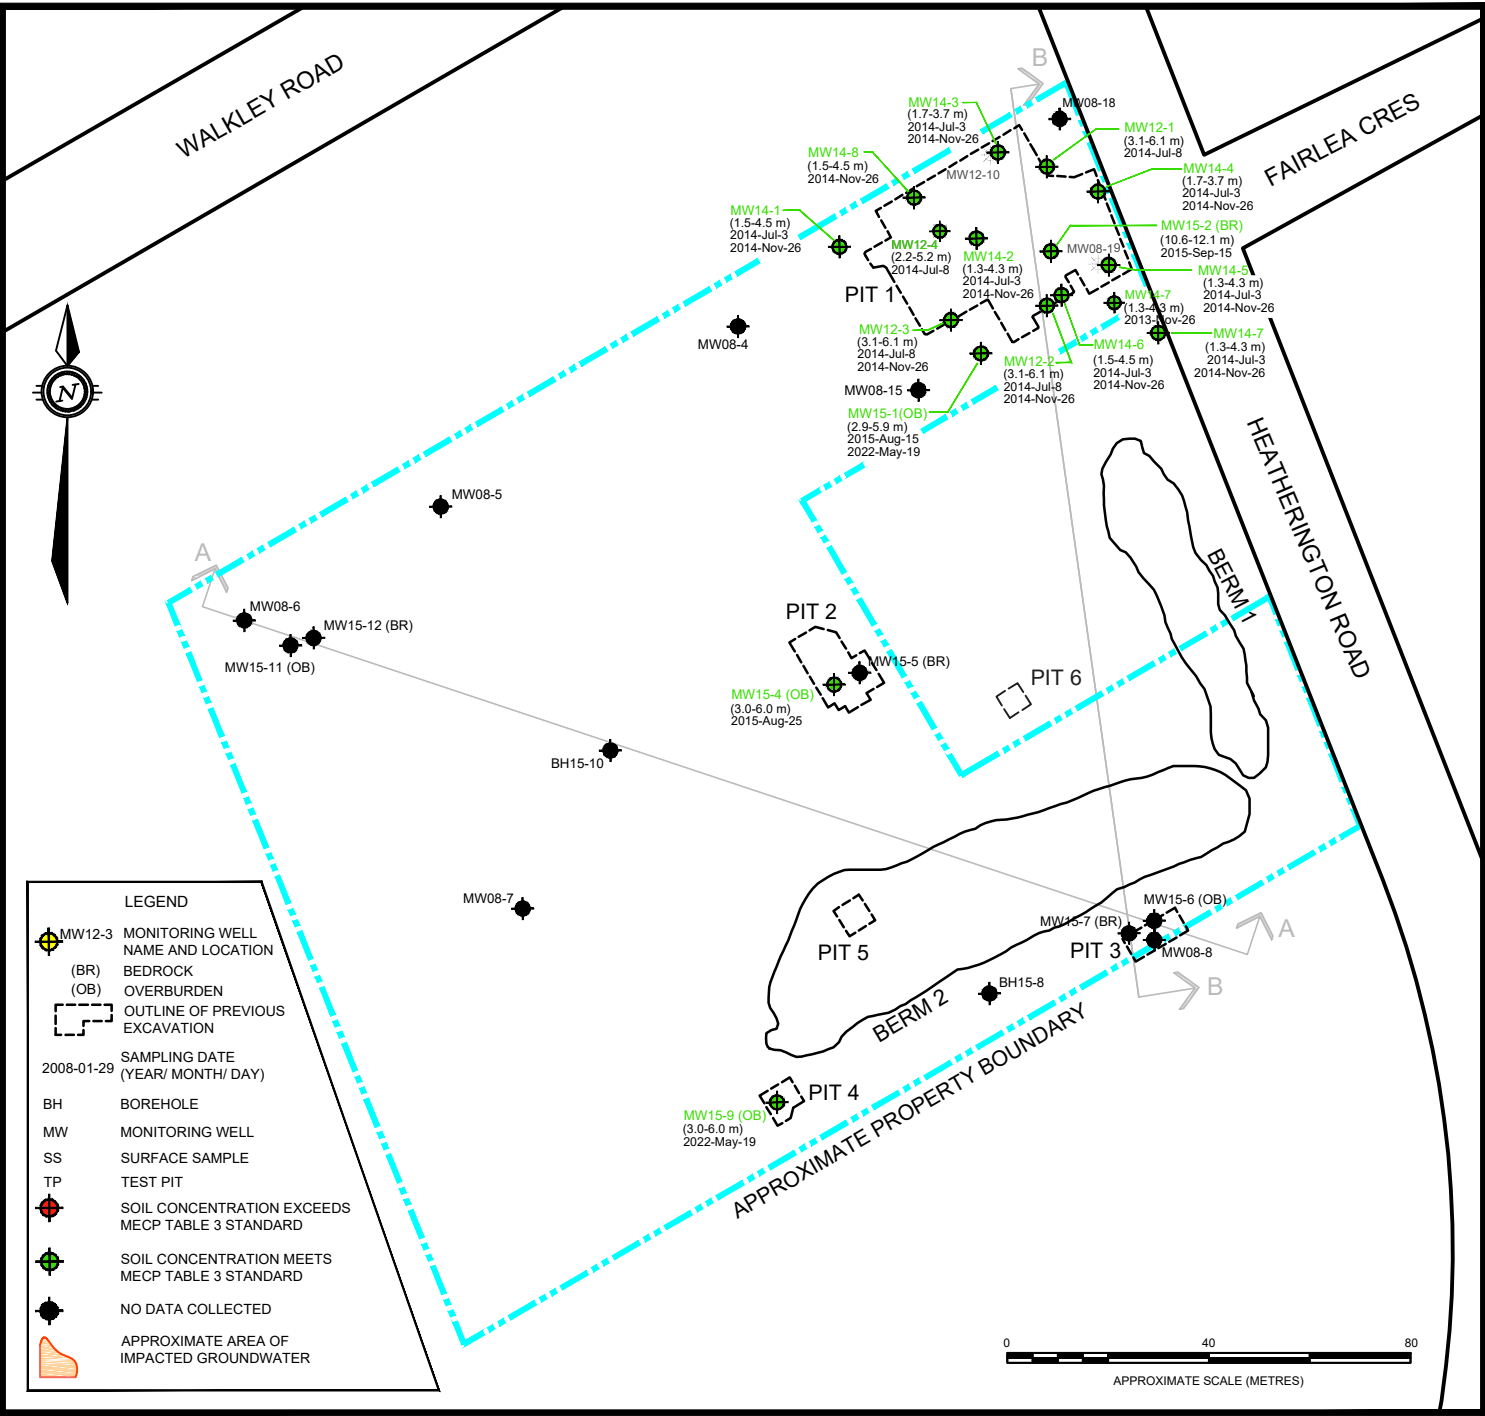 WALKLEY ROAD
FAIRLEA CRES
HEATHERINGTON ROAD
B
MW08-18
MW14-3
(1.7-3.7 m)
2014-Jul-3
2014-Nov-26
MW12-1
(3.1-6.1 m)
2014-Jul-8
MW14-8
(1.5-4.5 m)
2014-Nov-26
MW12-10
MW14-4
(1.7-3.7 m)
2014-Jul-3
2014-Nov-26
MW14-1
(1.5-4.5 m)
2014-Jul-3
2014-Nov-26
MW15-2 (BR)
(10.6-12.1 m)
2015-Sep-15
MW12-4
(2.2-5.2 m)
2014-Jul-8
MW14-2
(1.3-4.3 m)
2014-Jul-3
2014-Nov-26
MW08-19
MW14-5
(1.3-4.3 m)
2014-Jul-3
2014-Nov-26
PIT 1
MW14-7
(1.3-4.3 m)
2013-Nov-26
MW12-3
(3.1-6.1 m)
2014-Jul-8
2014-Nov-26
MW14-7
(1.3-4.3 m)
2014-Jul-3
2014-Nov-26
MW14-6
(1.5-4.5 m)
2014-Jul-3
2014-Nov-26
MW12-2
(3.1-6.1 m)
2014-Jul-8
2014-Nov-26
MW08-4
MW08-15
MW15-1(OB)
(2.9-5.9 m)
2015-Aug-15
2022-May-19
N
MW08-5
A
MW08-6
MW15-12 (BR)
MW15-11 (OB)
BERM 1
PIT 2
MW15-5 (BR)
MW15-4 (OB)
(3.0-6.0 m)
2015-Aug-25
PIT 6
BH15-10
MW08-7
PIT 5
MW15-6 (OB)
MW15-7 (BR)
PIT 3
MW08-8
A
BH15-8
B
BERM 2
PIT 4
MW15-9 (OB)
(3.0-6.0 m)
2022-May-19
APPROXIMATE PROPERTY BOUNDARY
LEGEND
MW12-3 MONITORING WELL
NAME AND LOCATION
(BR) BEDROCK
(OB) OVERBURDEN
OUTLINE OF PREVIOUS
EXCAVATION
2008-01-29 SAMPLING DATE
(YEAR/ MONTH/ DAY)
BH BOREHOLE
MW MONITORING WELL
SS SURFACE SAMPLE
TP TEST PIT
SOIL CONCENTRATION EXCEEDS
MECP TABLE 3 STANDARD
SOIL CONCENTRATION MEETS
MECP TABLE 3 STANDARD
NO DATA COLLECTED
APPROXIMATE AREA OF
IMPACTED GROUNDWATER
0 40 80
APPROXIMATE SCALE (METRES)